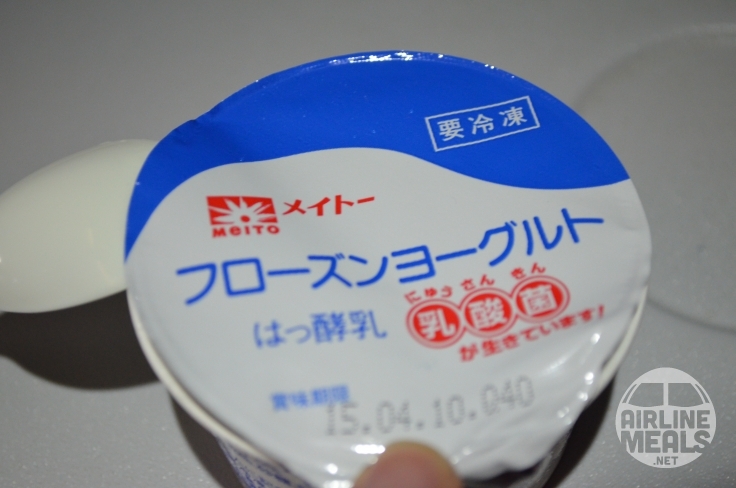 要冷凍
MeiTO メイトー
フローズンヨーグルト
にゅうさんきん
はっ酵乳 乳酸菌
が生きています!
賞味期限
15.04.10.040
AIRLINE
MEALS
.NET